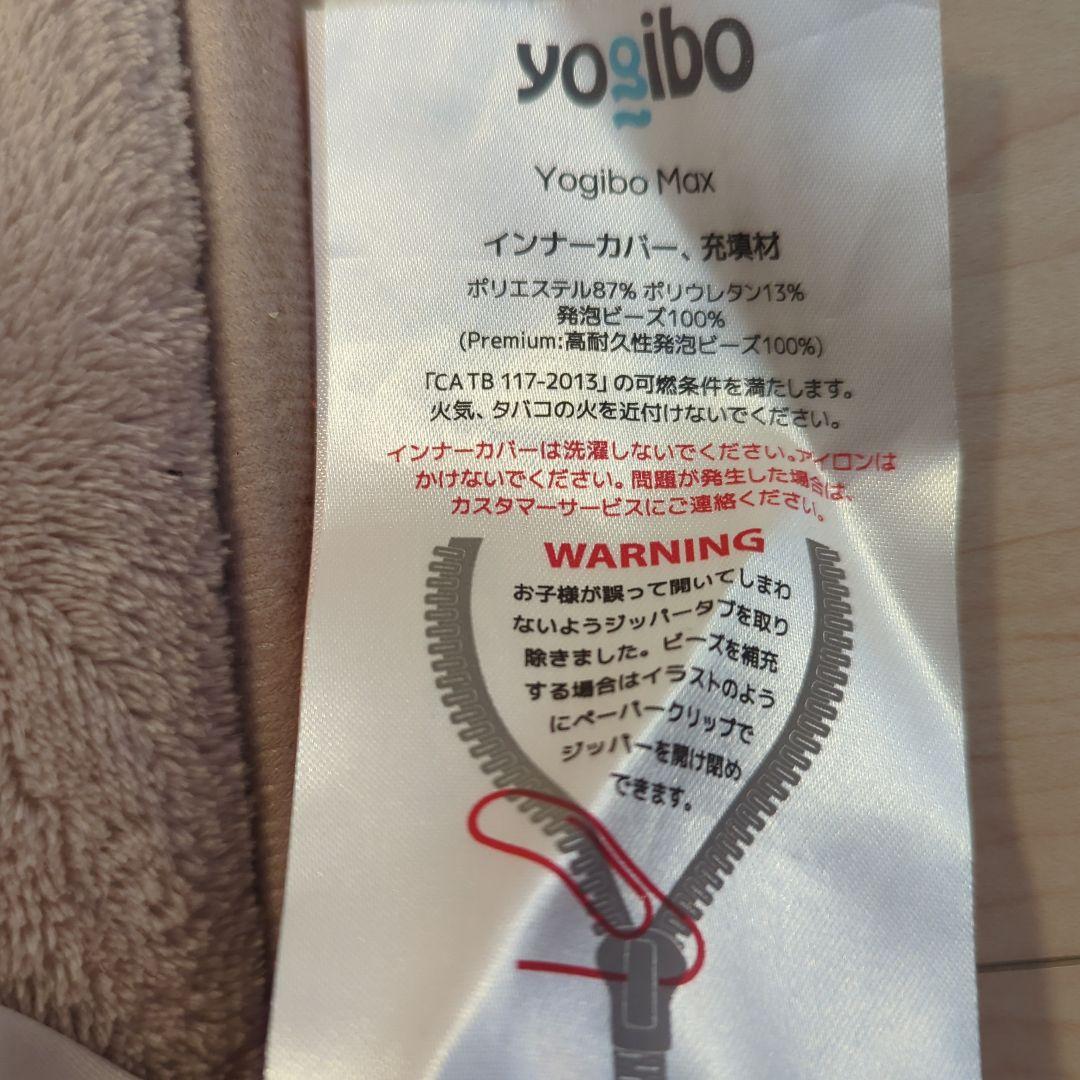 yogibo
Yogibo Max
インナーカバー、充填材
ポリエステル87% ポリウレタン13%
発泡ビーズ100%
(Premium:高耐久性発泡ビーズ100%)
「CA TB 117-2013」の可燃条件を満たします。
火気、タバコの火を近付けないでください。
インナーカバーは洗濯しないでください。アイロンは
かけないでください。問題が発生した場合は、
カスタマーサービスにご連絡ください。
WARNING
お子様が誤って開いてしまわ
ないようジッパータブを取り
除きました。ビーズを補充
する場合はイラストのよう
にペーパークリップで
ジッパーを開け閉め
できます。